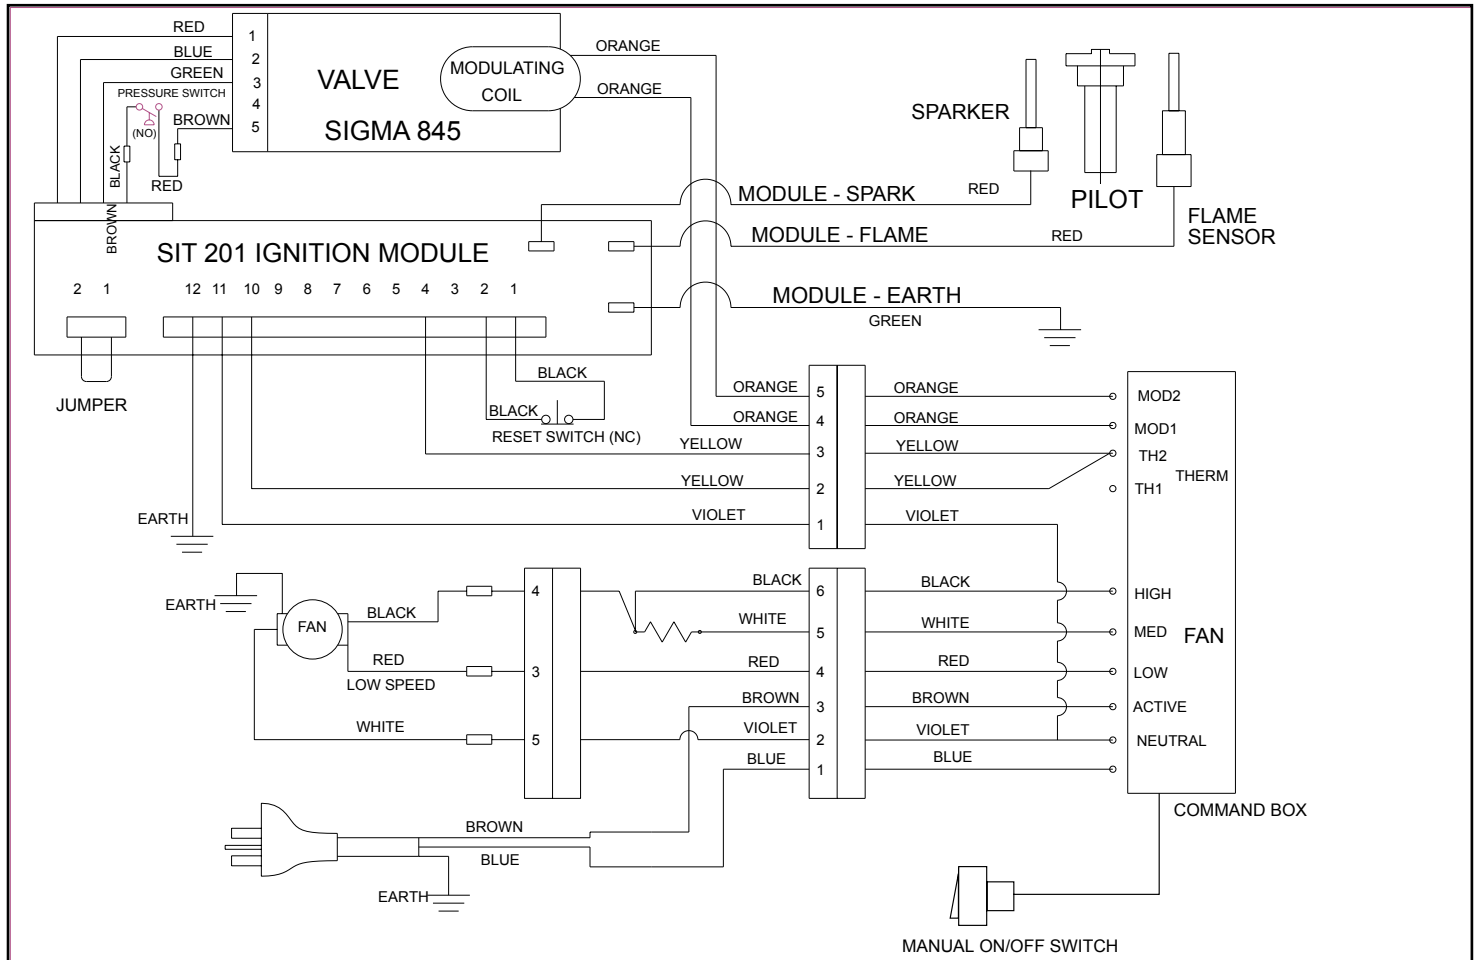 RED
1
BLUE
2
GREEN
3
PRESSURE SWITCH
4
BROWN
5
(NO)
BLACK
RED
VALVE
SIGMA 845
MODULATING
COIL
ORANGE
ORANGE
SPARKER
PILOT
FLAME
SENSOR
MODULE - SPARK
RED
MODULE - FLAME
RED
MODULE - EARTH
GREEN
BROWN
SIT 201 IGNITION MODULE
2 1
12 11 10 9 8 7 6 5 4 3 2 1
JUMPER
BLACK
BLACK
RESET SWITCH (NC)
EARTH
ORANGE 5 ORANGE MOD2
ORANGE 4 ORANGE MOD1
YELLOW 3 YELLOW TH2
THERM
YELLOW 2 YELLOW TH1
VIOLET 1 VIOLET
EARTH
FAN
BLACK 4
RED 3
LOW SPEED
WHITE 5
BLACK 6 BLACK HIGH
WHITE 5 WHITE MED
FAN
RED 4 RED LOW
BROWN 3 BROWN ACTIVE
VIOLET 2 VIOLET NEUTRAL
BLUE 1 BLUE
COMMAND BOX
BROWN
BLUE
EARTH
MANUAL ON/OFF SWITCH